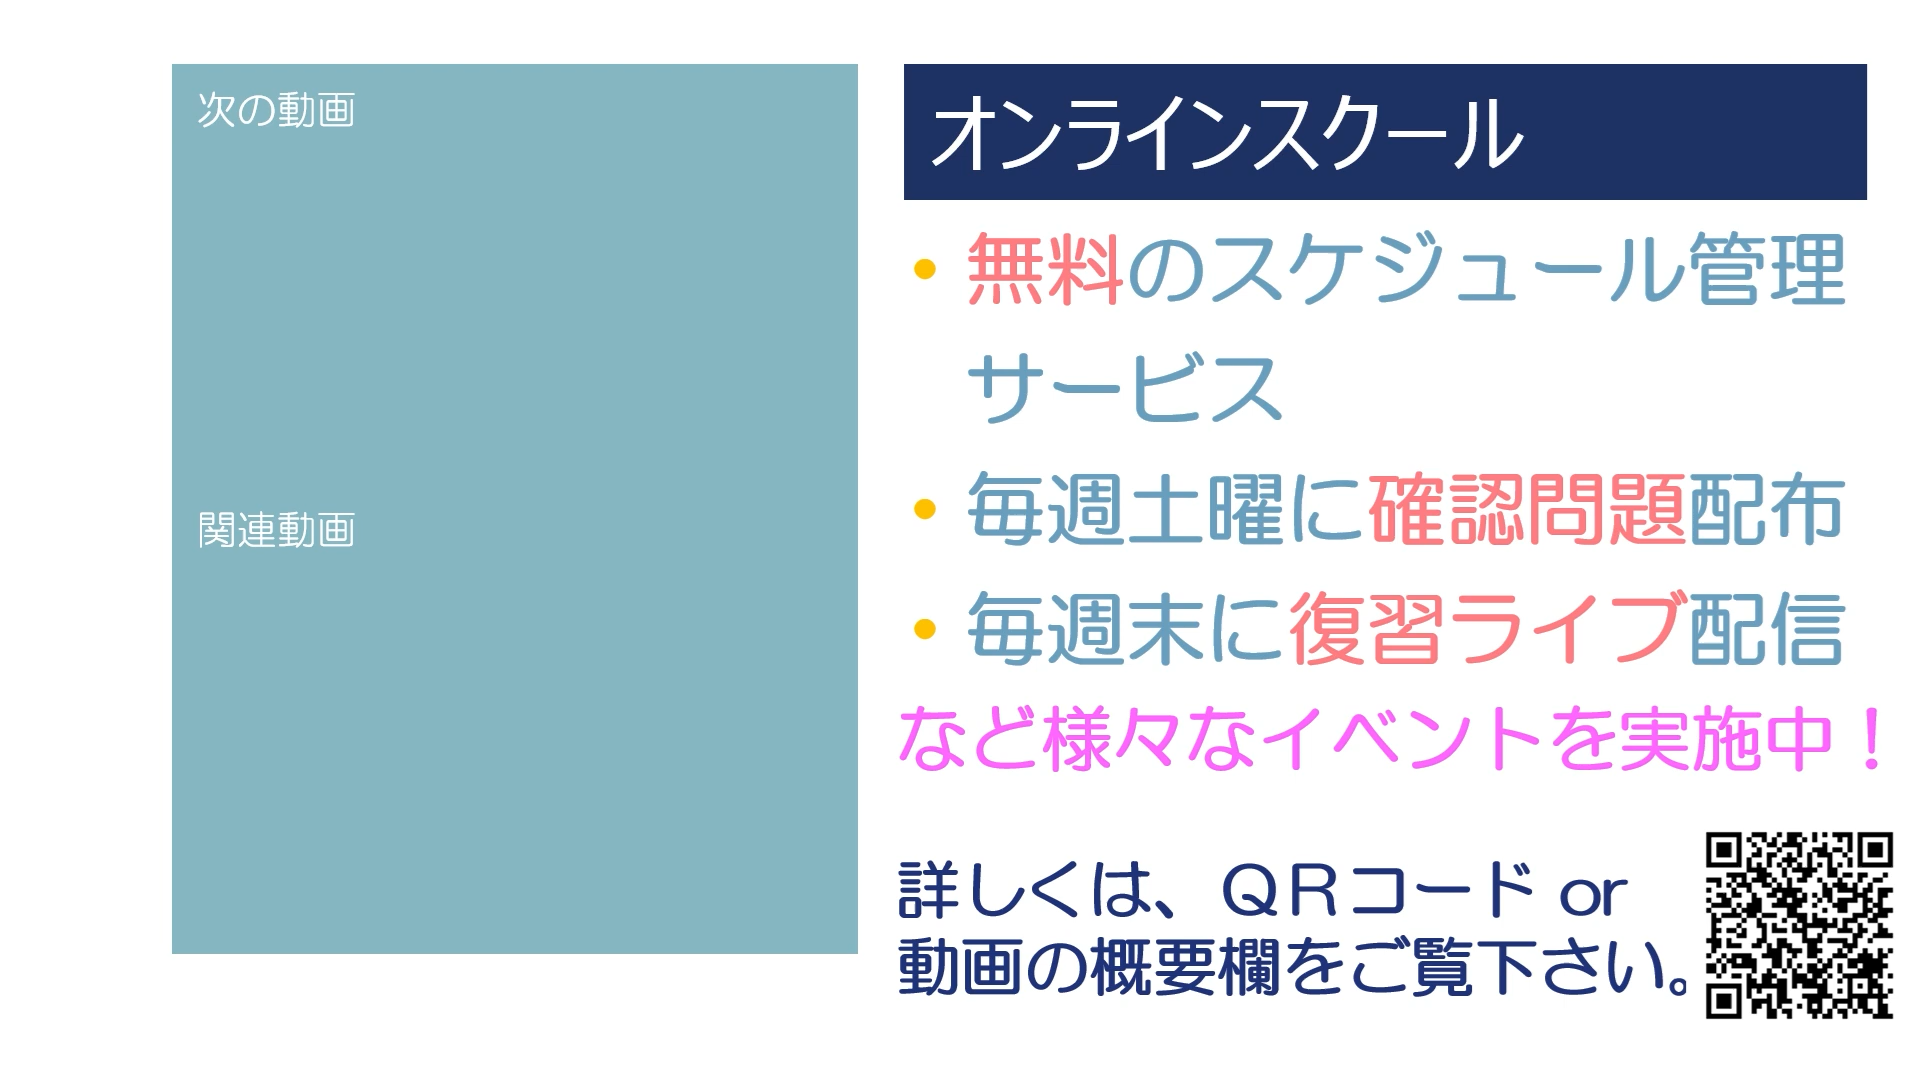 次の動画
関連動画
オンラインスクール
• 無料のスケジュール管理
サービス
• 毎週土曜に確認問題配布
• 毎週末に復習ライブ配信
など様々なイベントを実施中！
詳しくは、ＱＲコード or
動画の概要欄をご覧下さい。